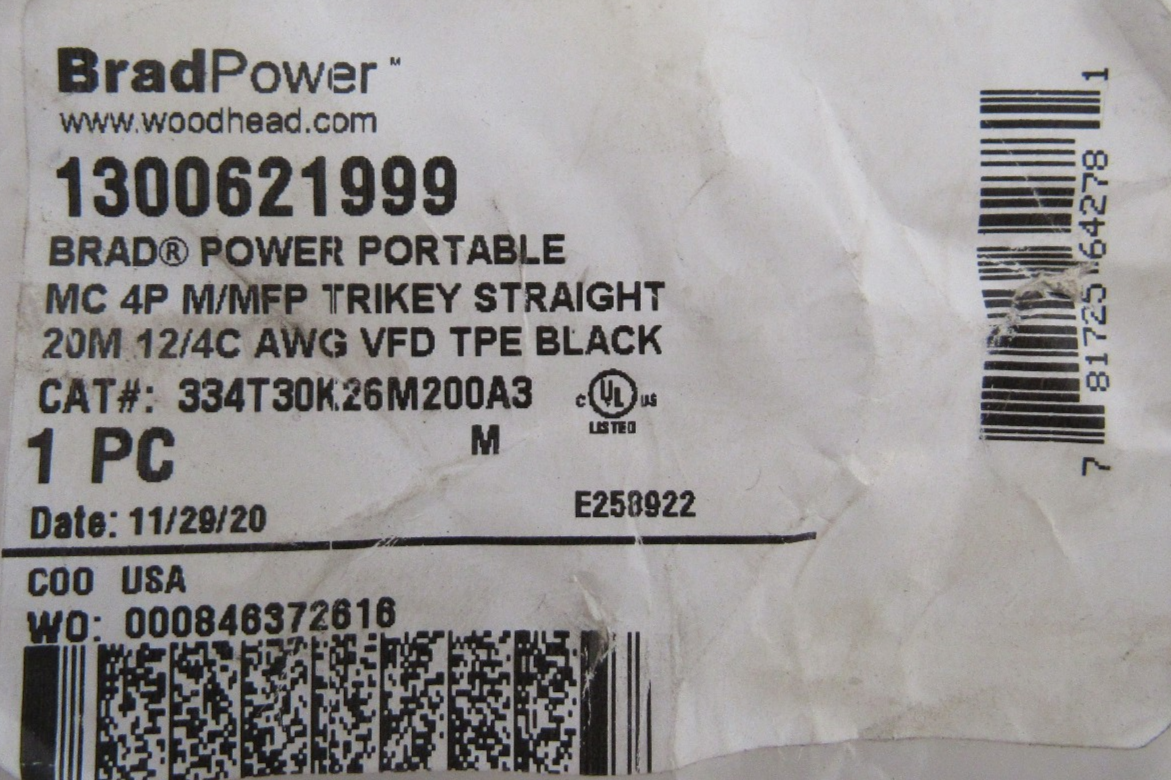 BradPower™
www.woodhead.com
1300621999
BRAD® POWER PORTABLE
MC 4P M/MFP TRIKEY STRAIGHT
20M 12/4C AWG VFD TPE BLACK
CAT#: 334T30K26M200A3
c UL us
LISTED
1 PC
M
Date: 11/29/20
E258922
COO USA
WO: 000846372616
7 81725 64278 1